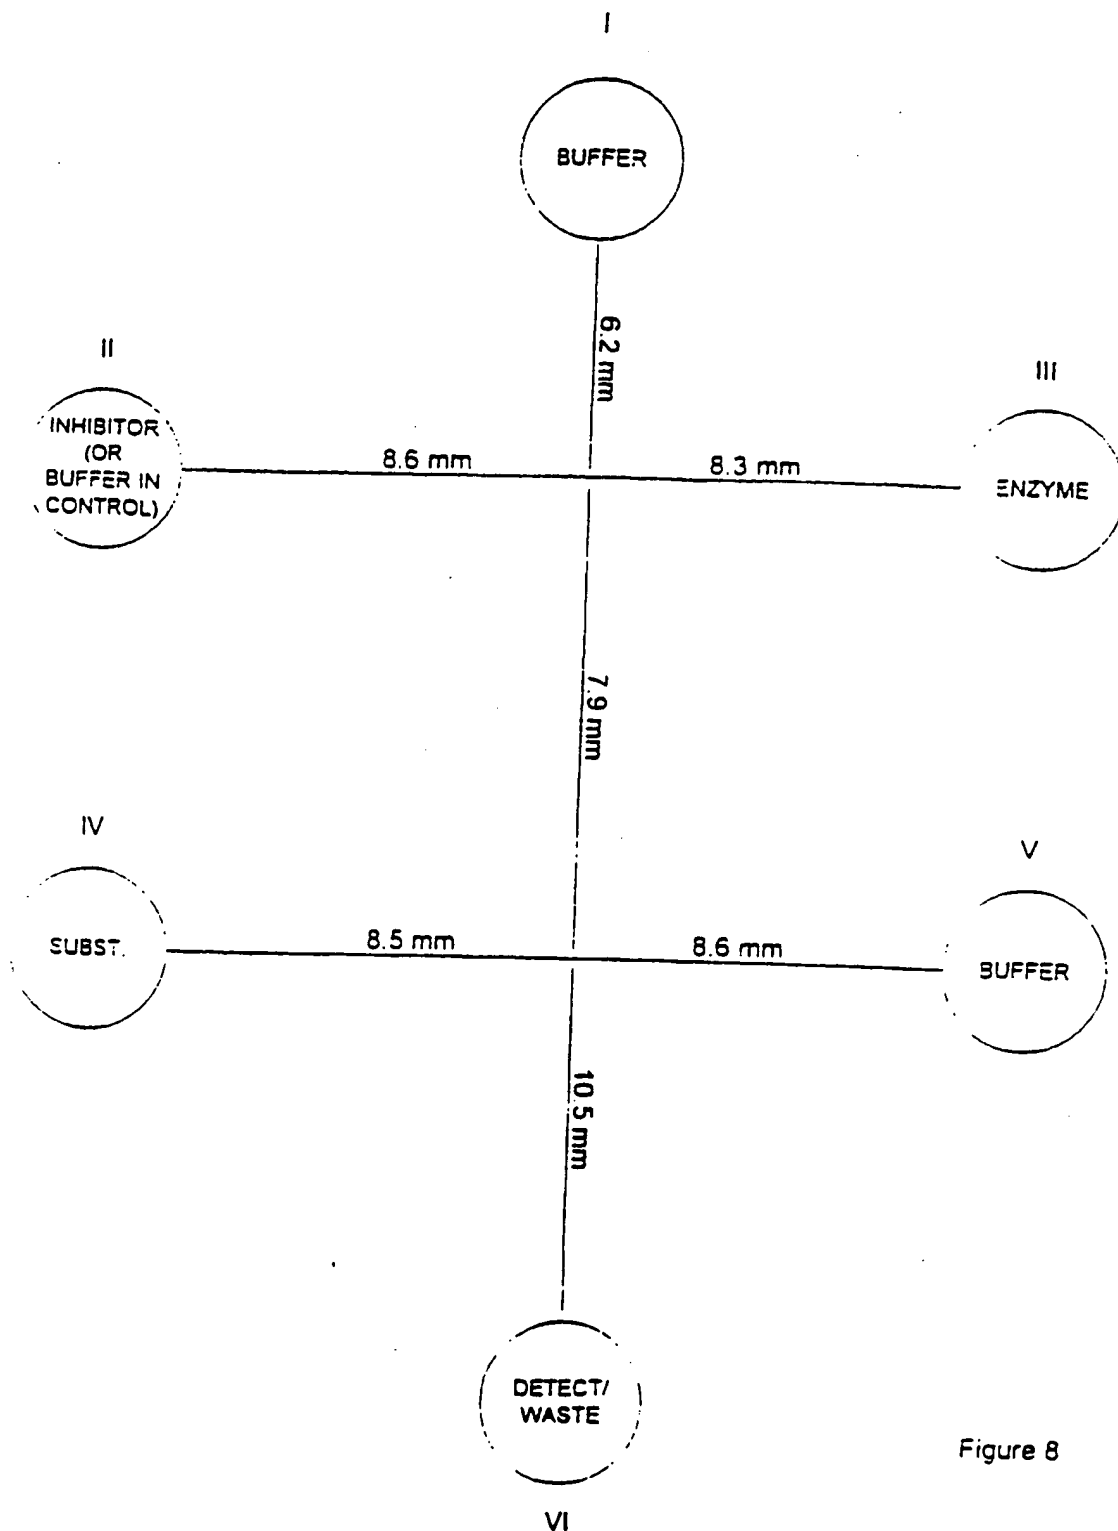 I
BUFFER
6.2 mm
II
III
INHIBITOR
(OR
BUFFER IN
CONTROL)
8.6 mm
8.3 mm
ENZYME
7.9 mm
IV
V
SUBST.
8.5 mm
8.6 mm
BUFFER
10.5 mm
DETECT/
WASTE
Figure 8
VI